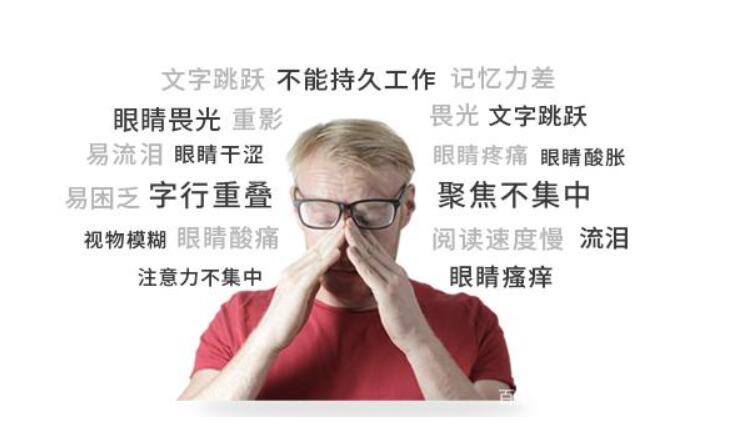 文字跳跃 不能持久工作 记忆力差
眼睛畏光 重影 畏光 文字跳跃
易流泪 眼睛干涩 眼睛疼痛 眼睛酸胀
易困乏 字行重叠 聚焦不集中
视物模糊 眼睛酸痛 阅读速度慢 流泪
注意力不集中 眼睛瘙痒
百